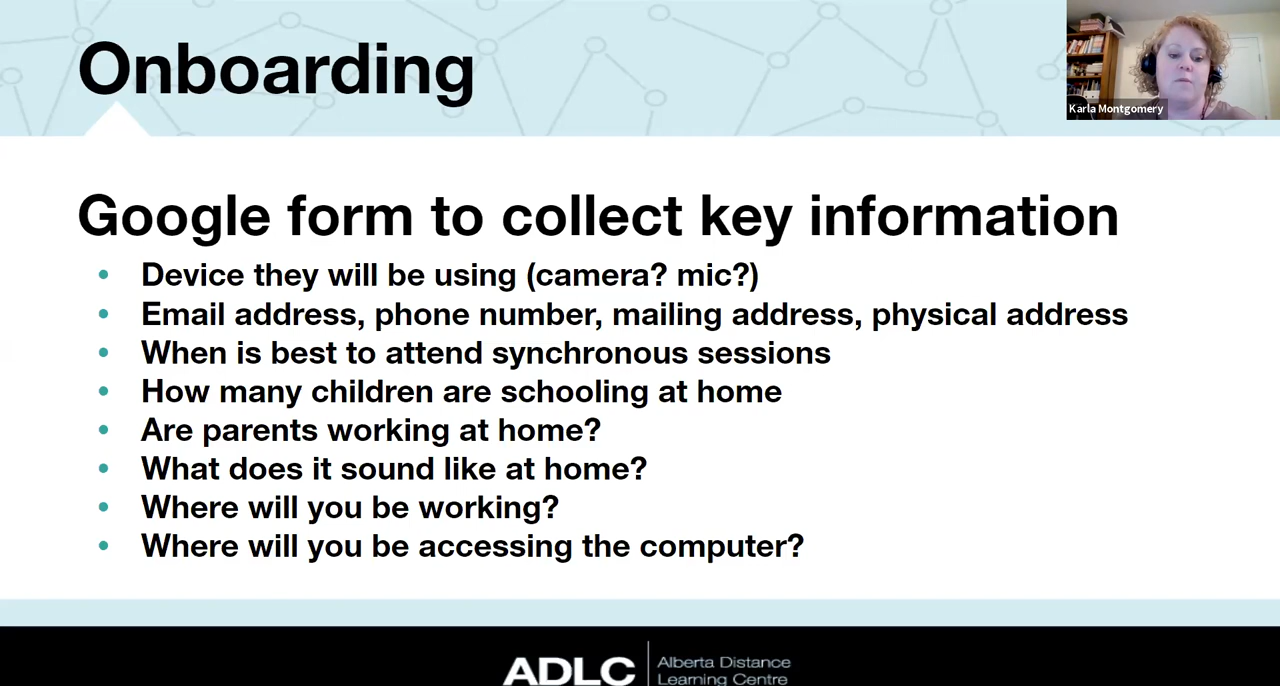 Onboarding
Karla Montgomery
Google form to collect key information
• Device they will be using (camera? mic?)
• Email address, phone number, mailing address, physical address
• When is best to attend synchronous sessions
• How many children are schooling at home
• Are parents working at home?
• What does it sound like at home?
• Where will you be working?
• Where will you be accessing the computer?
ADLC
Alberta Distance
Learning Centre